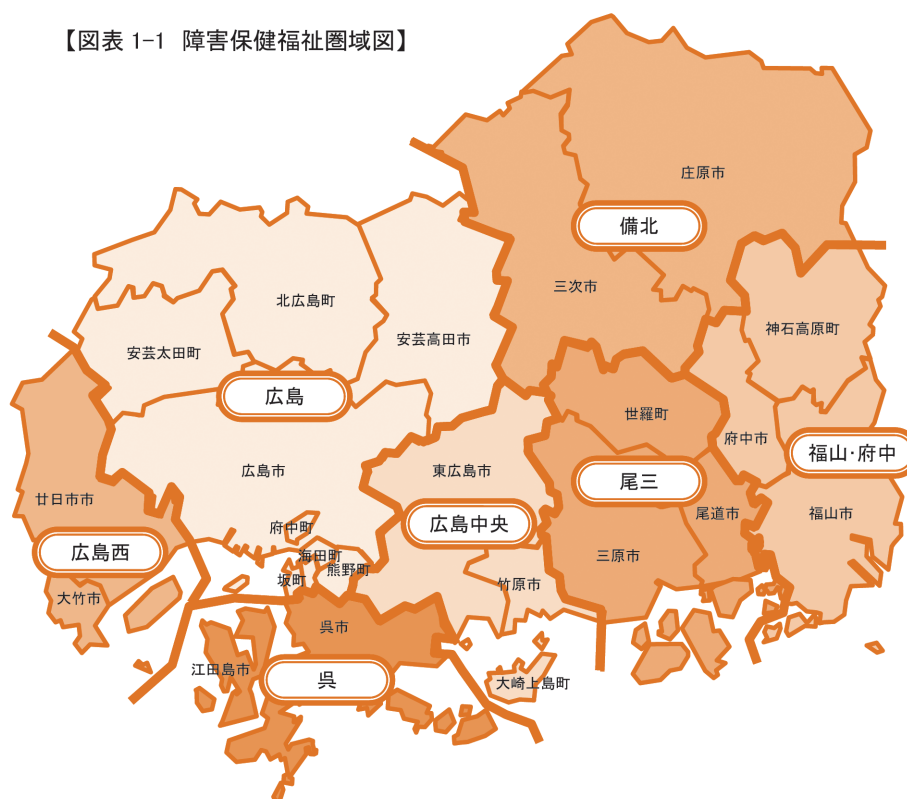 【図表 1-1 障害保健福祉圏域図】
庄原市
備北
三次市
北広島町
神石高原町
安芸高田市
安芸太田町
広島
世羅町
府中市
福山・府中
広島市
東広島市
尾三
廿日市市
尾道市
福山市
広島中央
府中町
広島西
海田町
三原市
熊野町
坂町
竹原市
大竹市
呉市
江田島市
呉
大崎上島町